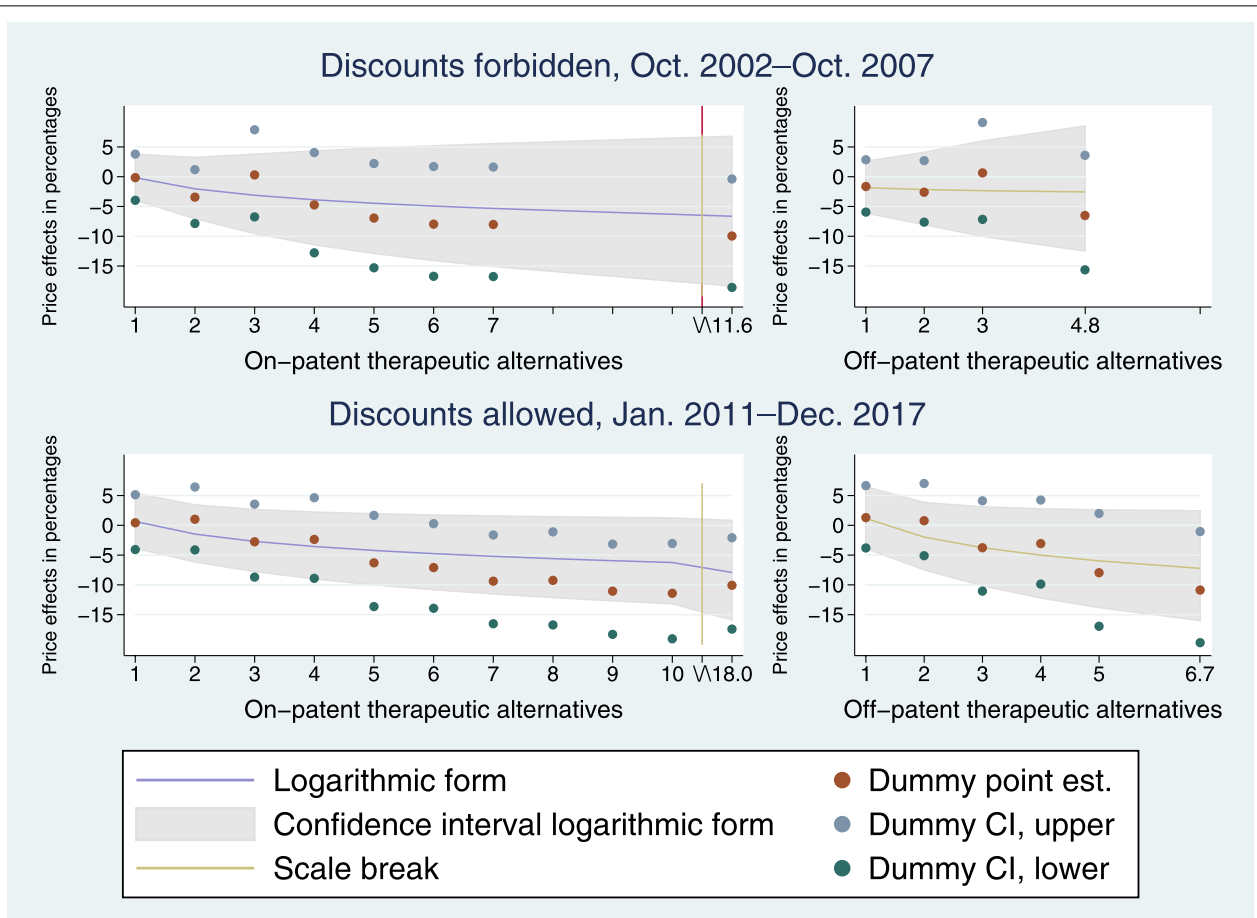 Discounts forbidden, Oct. 2002–Oct. 2007
Price effects in percentages
5
0
−5
−10
−15
1 2 3 4 5 6 7 \/\11.6
On−patent therapeutic alternatives
Price effects in percentages
5
0
−5
−10
−15
1 2 3 4.8
Off−patent therapeutic alternatives
Discounts allowed, Jan. 2011–Dec. 2017
Price effects in percentages
5
0
−5
−10
−15
1 2 3 4 5 6 7 8 9 10 \/\18.0
On−patent therapeutic alternatives
Price effects in percentages
5
0
−5
−10
−15
1 2 3 4 5 6.7
Off−patent therapeutic alternatives
Logarithmic form
Confidence interval logarithmic form
Scale break
Dummy point est.
Dummy CI, upper
Dummy CI, lower